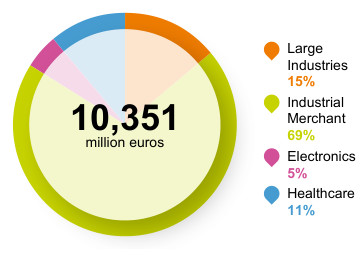 10,351
million euros
Large
Industries
15%
Industrial
Merchant
69%
Electronics
5%
Healthcare
11%